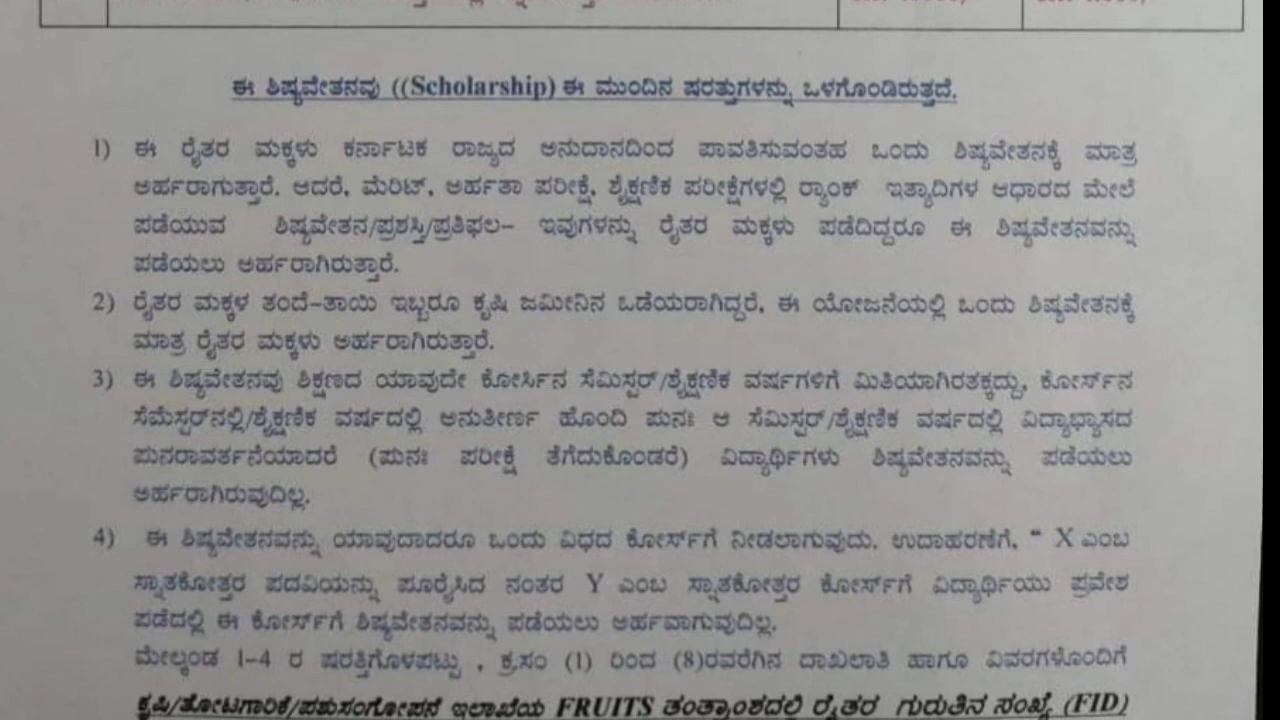 ಈ ಶಿಷ್ಯವೇತನವು ((Scholarship) ಈ ಮುಂದಿನ ಷರತ್ತುಗಳನ್ನು ಒಳಗೊಂಡಿರುತ್ತದೆ.
1) ಈ ರೈತರ ಮಕ್ಕಳು ಕರ್ನಾಟಕ ರಾಜ್ಯದ ಅನುದಾನದಿಂದ ಪಾವತಿಸುವಂತಹ ಒಂದು ಶಿಷ್ಯವೇತನಕ್ಕೆ ಮಾತ್ರ
ಅರ್ಹರಾಗುತ್ತಾರೆ. ಆದರೆ, ಮೆರಿಟ್, ಅರ್ಹತಾ ಪರೀಕ್ಷೆ, ಶೈಕ್ಷಣಿಕ ಪರೀಕ್ಷೆಗಳಲ್ಲಿ ರ‍್ಯಾಂಕ್ ಇತ್ಯಾದಿಗಳ ಆಧಾರದ ಮೇಲೆ
ಪಡೆಯುವ ಶಿಷ್ಯವೇತನ/ಪ್ರಶಸ್ತಿ/ಪ್ರತಿಫಲ– ಇವುಗಳನ್ನು ರೈತರ ಮಕ್ಕಳು ಪಡೆದಿದ್ದರೂ ಈ ಶಿಷ್ಯವೇತನವನ್ನು
ಪಡೆಯಲು ಅರ್ಹರಾಗಿರುತ್ತಾರೆ.
2) ರೈತರ ಮಕ್ಕಳ ತಂದೆ–ತಾಯಿ ಇಬ್ಬರೂ ಕೃಷಿ ಜಮೀನಿನ ಒಡೆಯರಾಗಿದ್ದರೆ, ಈ ಯೋಜನೆಯಲ್ಲಿ ಒಂದು ಶಿಷ್ಯವೇತನಕ್ಕೆ
ಮಾತ್ರ ರೈತರ ಮಕ್ಕಳು ಅರ್ಹರಾಗಿರುತ್ತಾರೆ.
3) ಈ ಶಿಷ್ಯವೇತನವು ಶಿಕ್ಷಣದ ಯಾವುದೇ ಕೋರ್ಸಿನ ಸೆಮಿಸ್ಟರ್/ಶೈಕ್ಷಣಿಕ ವರ್ಷಗಳಿಗೆ ಮಿತಿಯಾಗಿರತಕ್ಕದ್ದು, ಕೋರ್ಸ್‌ನ
ಸೆಮೆಸ್ಟರ್‌ನಲ್ಲಿ/ಶೈಕ್ಷಣಿಕ ವರ್ಷದಲ್ಲಿ ಅನುತೀರ್ಣ ಹೊಂದಿ ಪುನಃ ಆ ಸೆಮಿಸ್ಟರ್/ಶೈಕ್ಷಣಿಕ ವರ್ಷದಲ್ಲಿ ವಿದ್ಯಾಭ್ಯಾಸದ
ಪುನರಾವರ್ತನೆಯಾದರೆ (ಪುನಃ ಪರೀಕ್ಷೆ ತೆಗೆದುಕೊಂಡರೆ) ವಿದ್ಯಾರ್ಥಿಗಳು ಶಿಷ್ಯವೇತನವನ್ನು ಪಡೆಯಲು
ಅರ್ಹರಾಗಿರುವುದಿಲ್ಲ.
4) ಈ ಶಿಷ್ಯವೇತನವನ್ನು ಯಾವುದಾದರೂ ಒಂದು ವಿಧದ ಕೋರ್ಸ್‌ಗೆ ನೀಡಲಾಗುವುದು. ಉದಾಹರಣೆಗೆ, “ X ಎಂಬ
ಸ್ನಾತಕೋತ್ತರ ಪದವಿಯನ್ನು ಪೂರೈಸಿದ ನಂತರ Y ಎಂಬ ಸ್ನಾತಕೋತ್ತರ ಕೋರ್ಸ್‌ಗೆ ವಿದ್ಯಾರ್ಥಿಯು ಪ್ರವೇಶ
ಪಡೆದಲ್ಲಿ ಈ ಕೋರ್ಸ್‌ಗೆ ಶಿಷ್ಯವೇತನವನ್ನು ಪಡೆಯಲು ಅರ್ಹವಾಗುವುದಿಲ್ಲ.
ಮೇಲ್ಕಂಡ 1–4 ರ ಷರತಿಗೊಳಪಟ್ಟು , ಕ್ರ.ಸಂ (1) ರಿಂದ (8)ರವರೆಗಿನ ದಾಖಲಾತಿ ಹಾಗೂ ವಿವರಗಳೊಂದಿಗೆ
ಕೃಷಿ/ತೋಟಗಾರಿಕೆ/ಪಶುಸಂಗೋಪನೆ ಇಲಾಖೆಯ FRUITS ತಂತ್ರಾಂಶದಲ್ಲಿ ರೈತರ ಗುರುತಿನ ಸಂಖ್ಯೆ (FID)